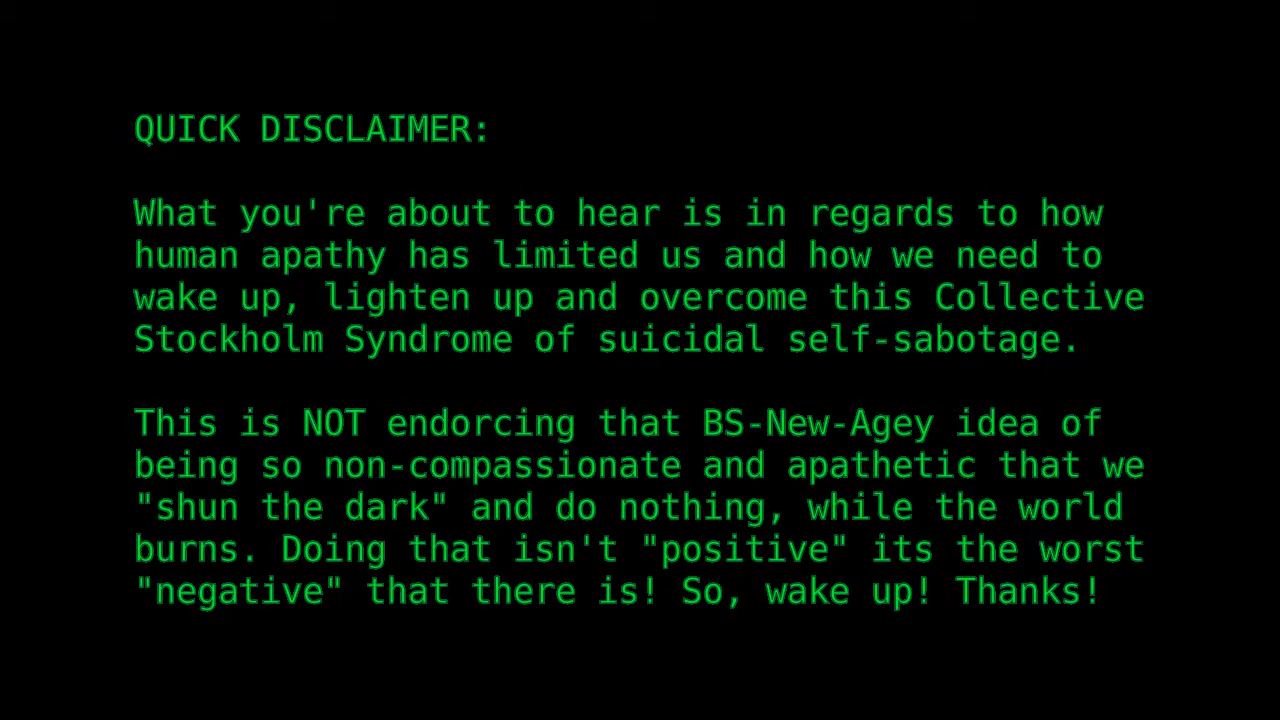 QUICK DISCLAIMER:
What you're about to hear is in regards to how
human apathy has limited us and how we need to
wake up, lighten up and overcome this Collective
Stockholm Syndrome of suicidal self-sabotage.
This is NOT endorcing that BS-New-Agey idea of
being so non-compassionate and apathetic that we
"shun the dark" and do nothing, while the world
burns. Doing that isn't "positive" its the worst
"negative" that there is! So, wake up! Thanks!